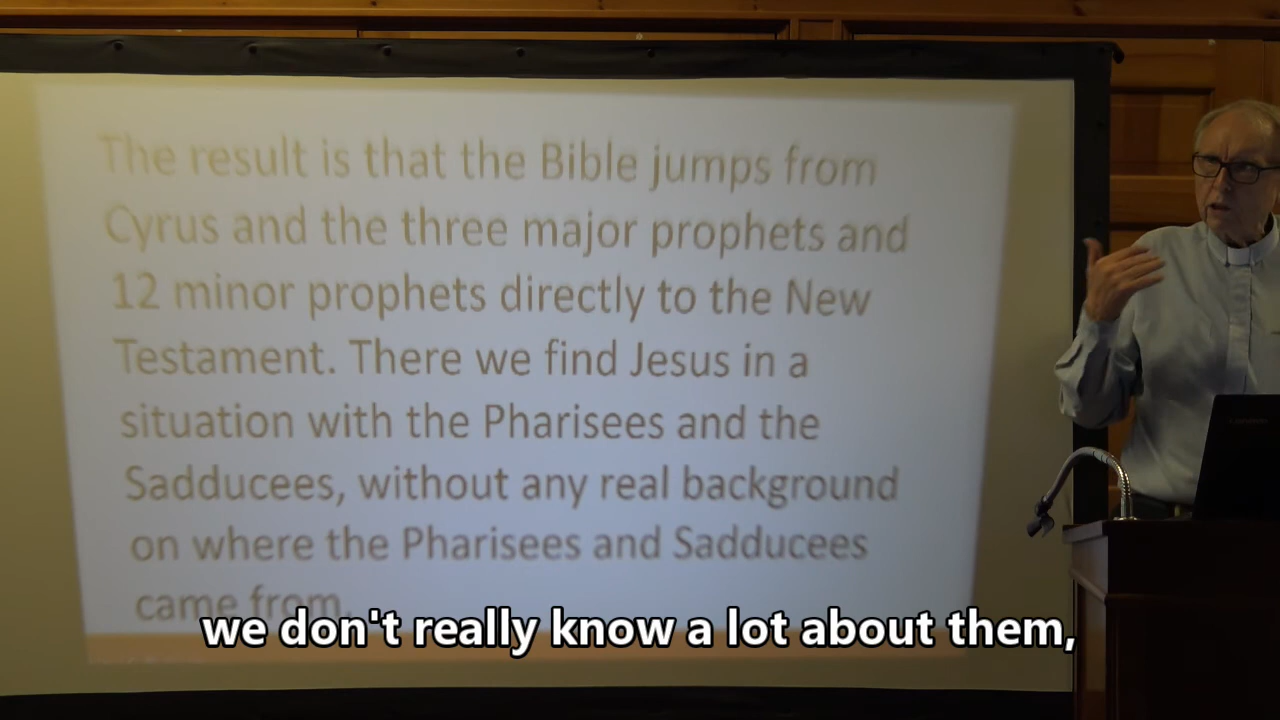 The result is that the Bible jumps from
Cyrus and the three major prophets and
12 minor prophets directly to the New
Testament. There we find Jesus in a
situation with the Pharisees and the
Sadducees, without any real background
on where the Pharisees and Sadducees
came from.
we don't really know a lot about them,